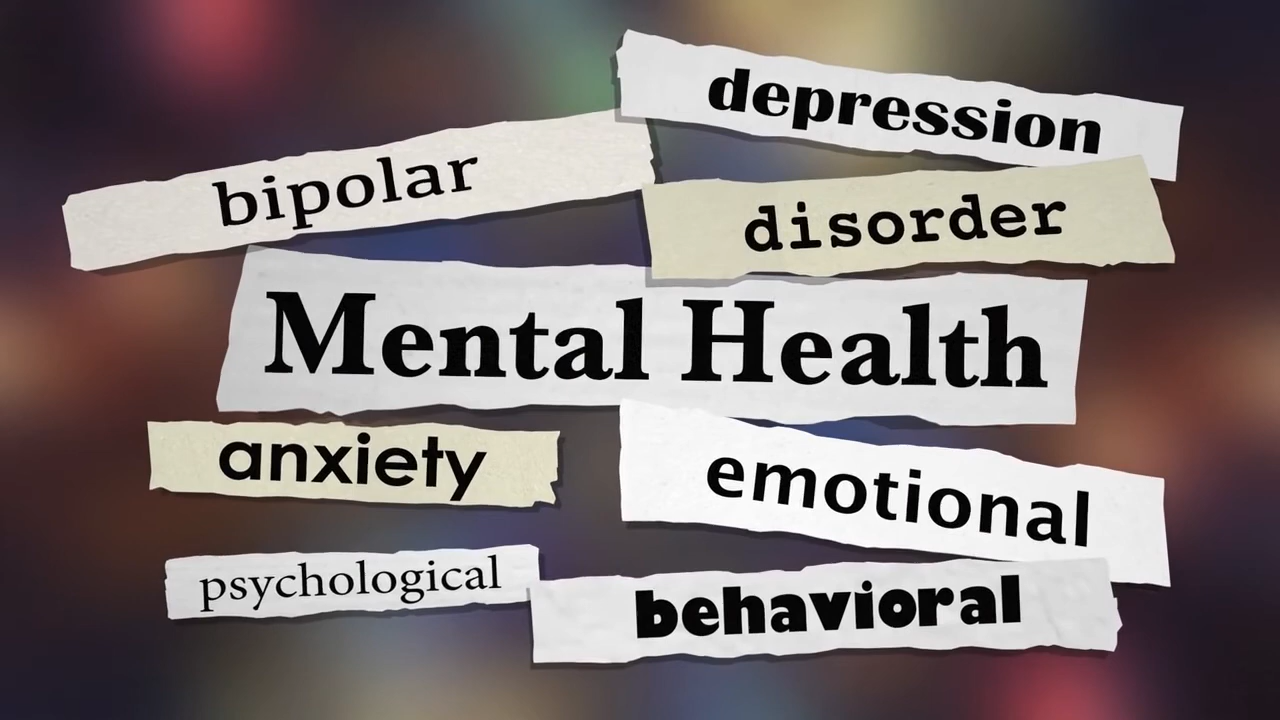 depression
bipolar
disorder
Mental Health
anxiety
emotional
psychological
behavioral